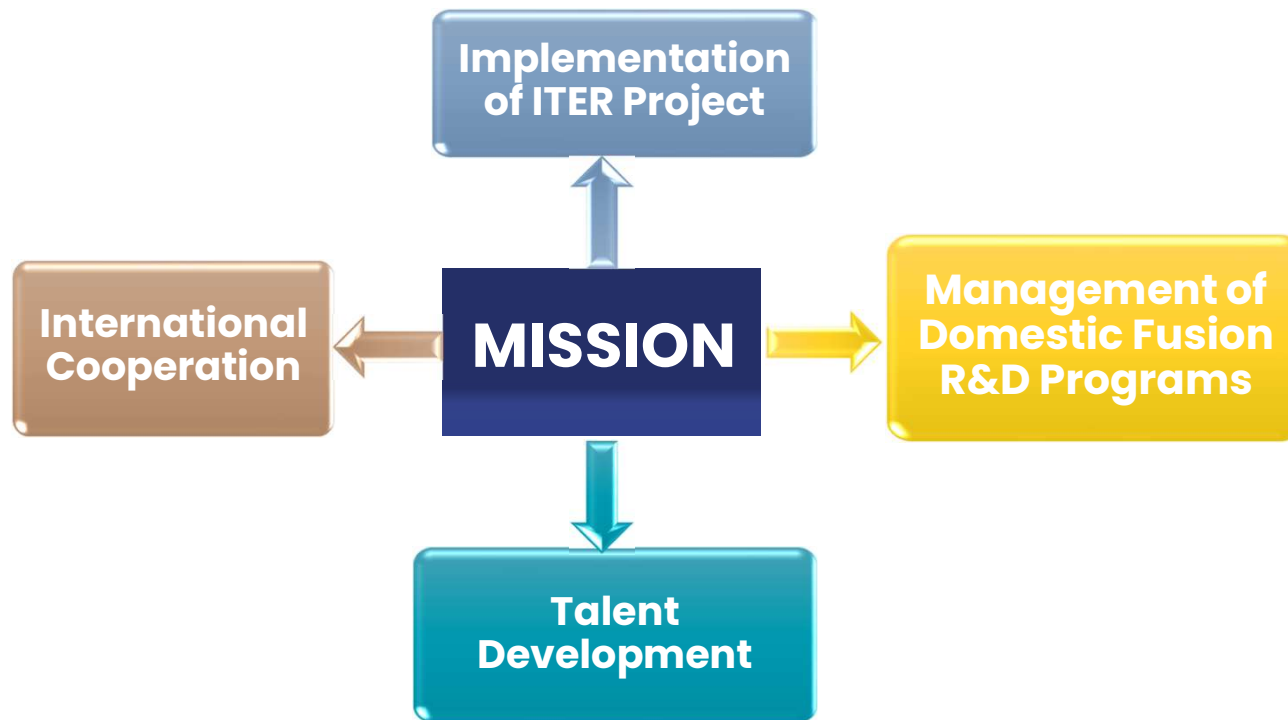 Implementation
of ITER Project
International
Cooperation
MISSION
Management of
Domestic Fusion
R&D Programs
Talent
Development